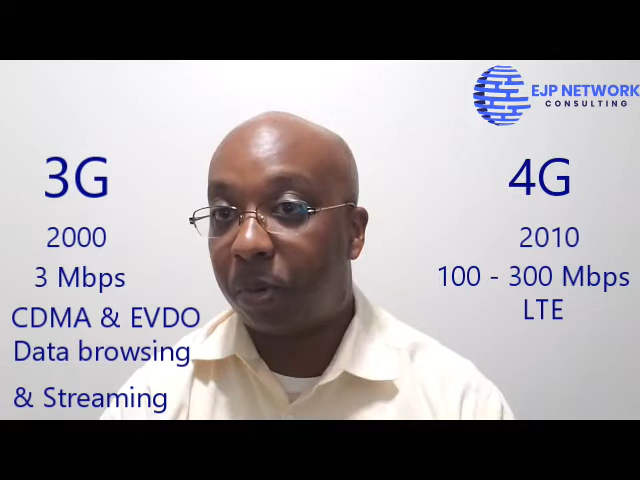 EJP NETWORK
CONSULTING
3G
2000
3 Mbps
CDMA & EVDO
Data browsing
& Streaming
4G
2010
100 - 300 Mbps
LTE